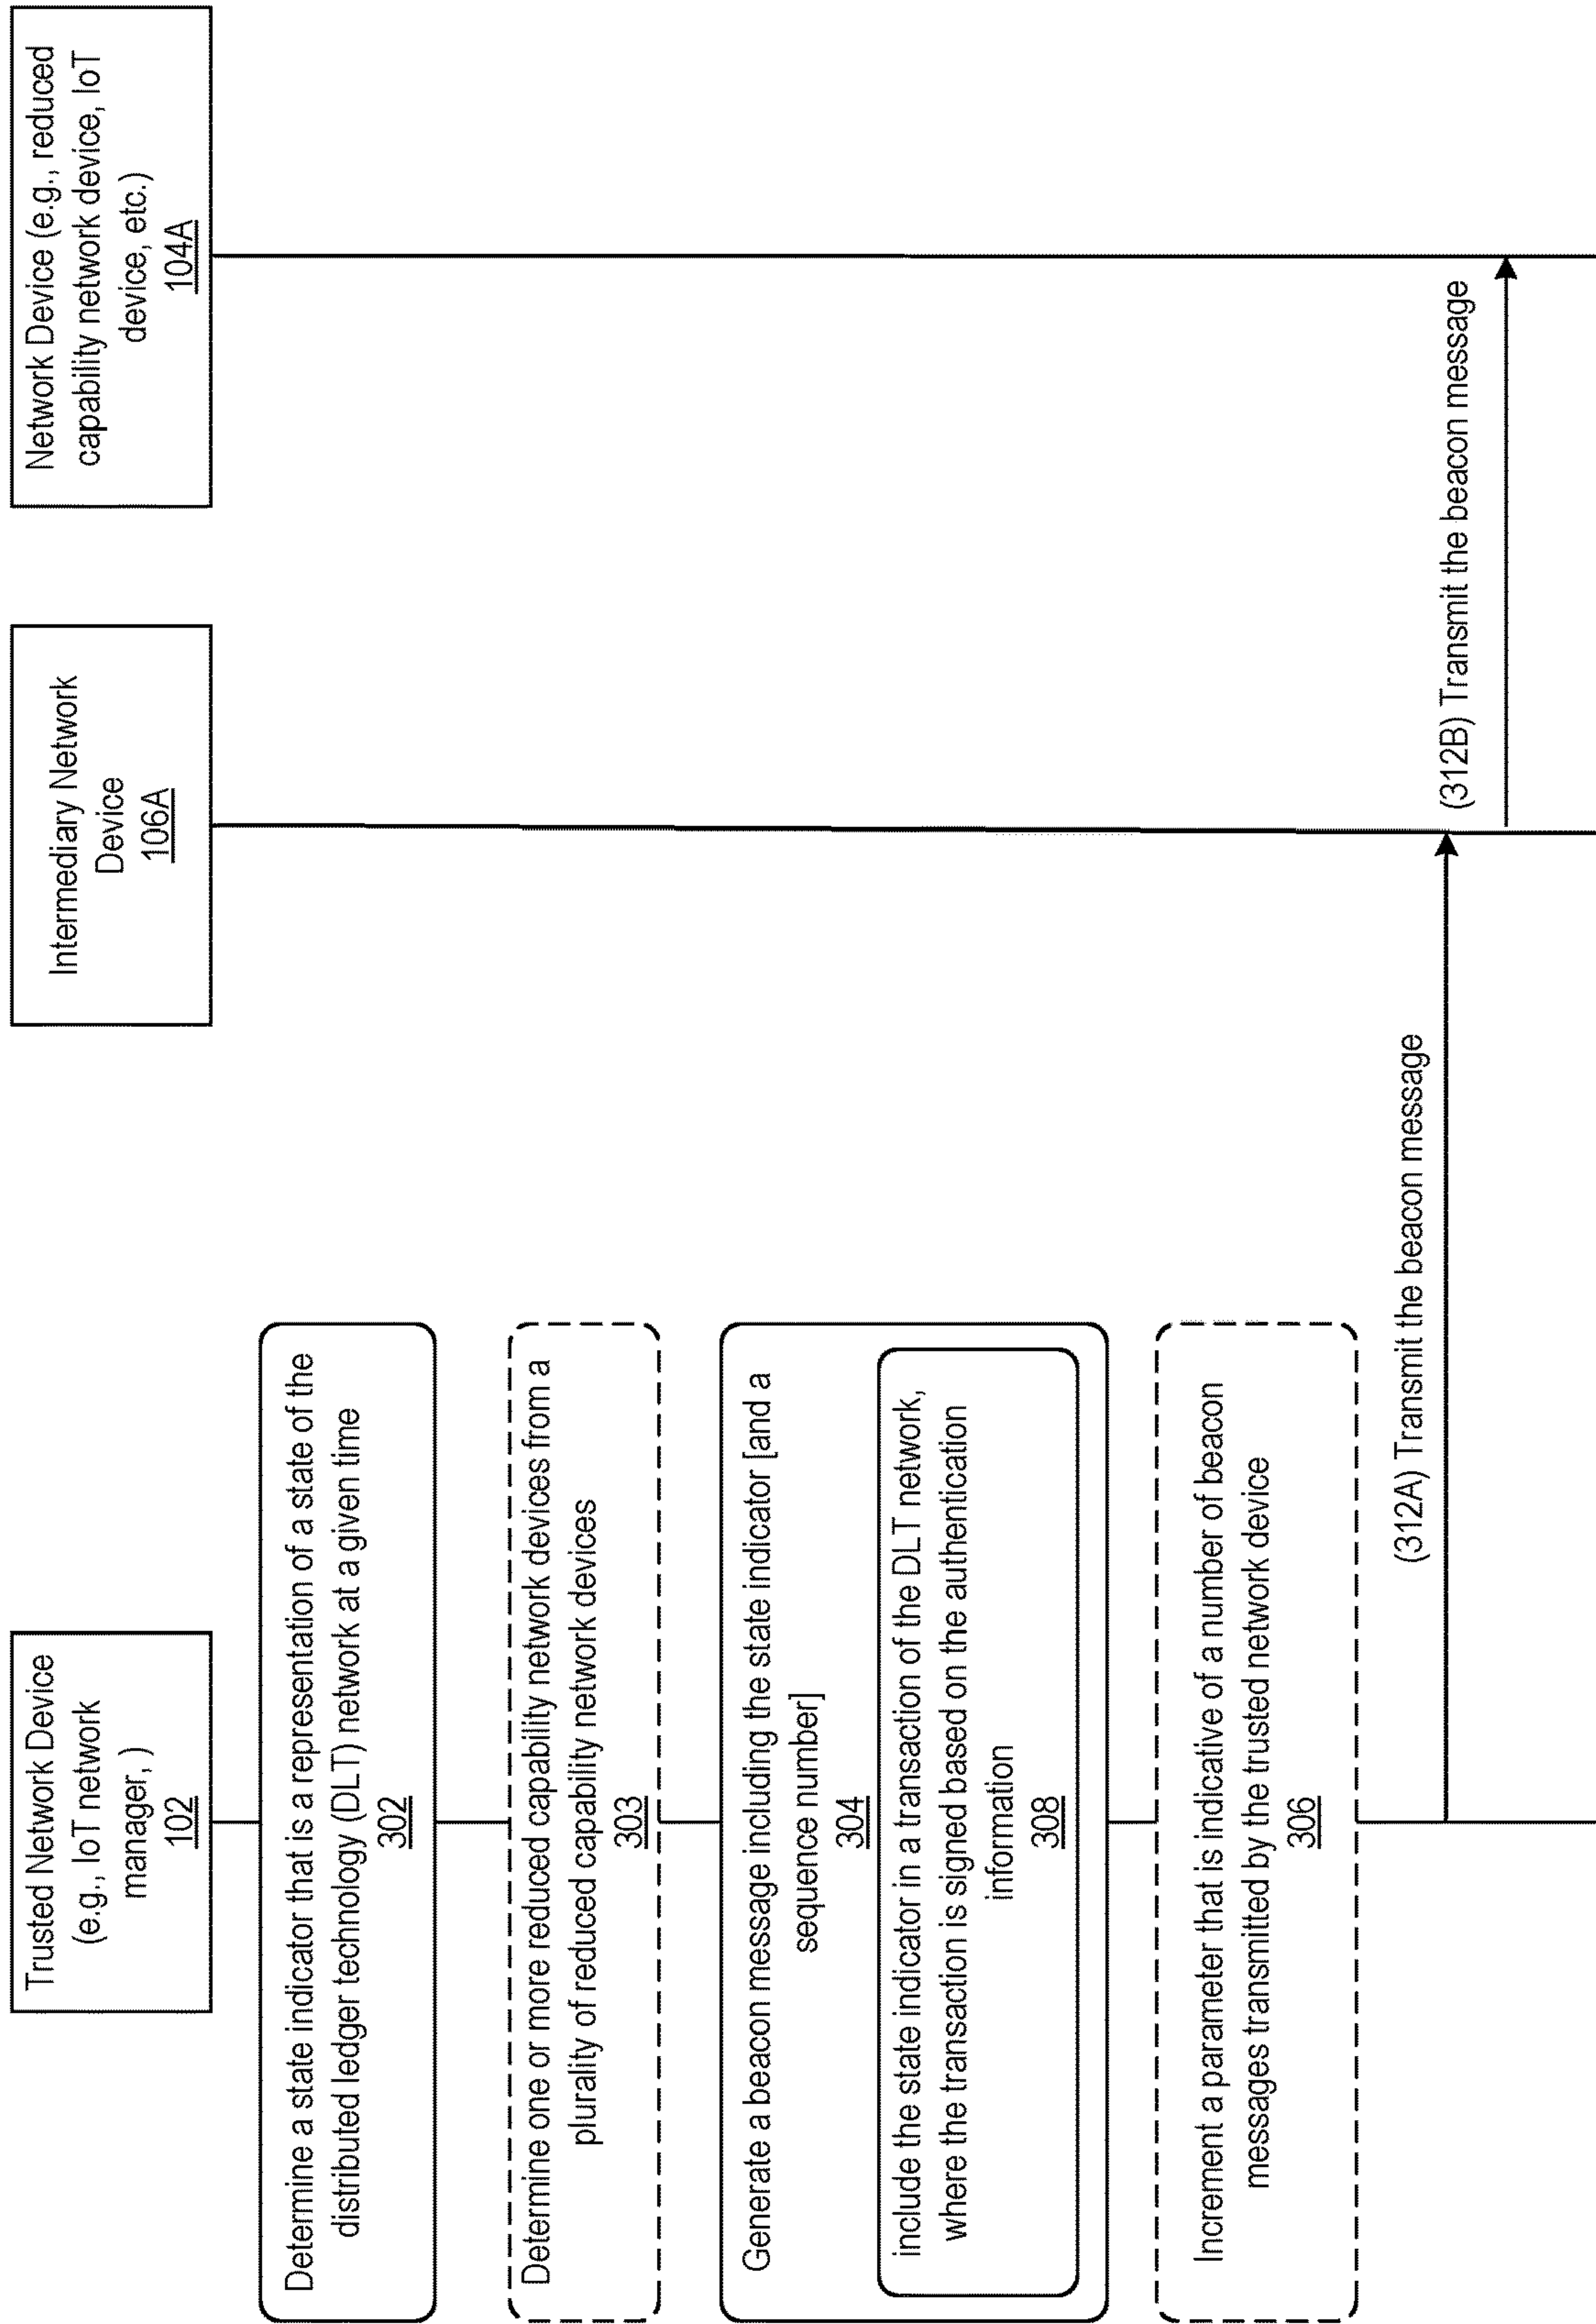 Trusted Network Device
(e.g., IoT network
manager, )
102
Intermediary Network
Device
106A
Network Device (e.g., reduced
capability network device, IoT
device, etc.)
104A
Determine a state indicator that is a representation of a state of the
distributed ledger technology (DLT) network at a given time
302
Determine one or more reduced capability network devices from a
plurality of reduced capability network devices
303
Generate a beacon message including the state indicator [and a
sequence number]
304
include the state indicator in a transaction of the DLT network,
where the transaction is signed based on the authentication
information
308
Increment a parameter that is indicative of a number of beacon
messages transmitted by the trusted network device
306
(312A) Transmit the beacon message
(312B) Transmit the beacon message